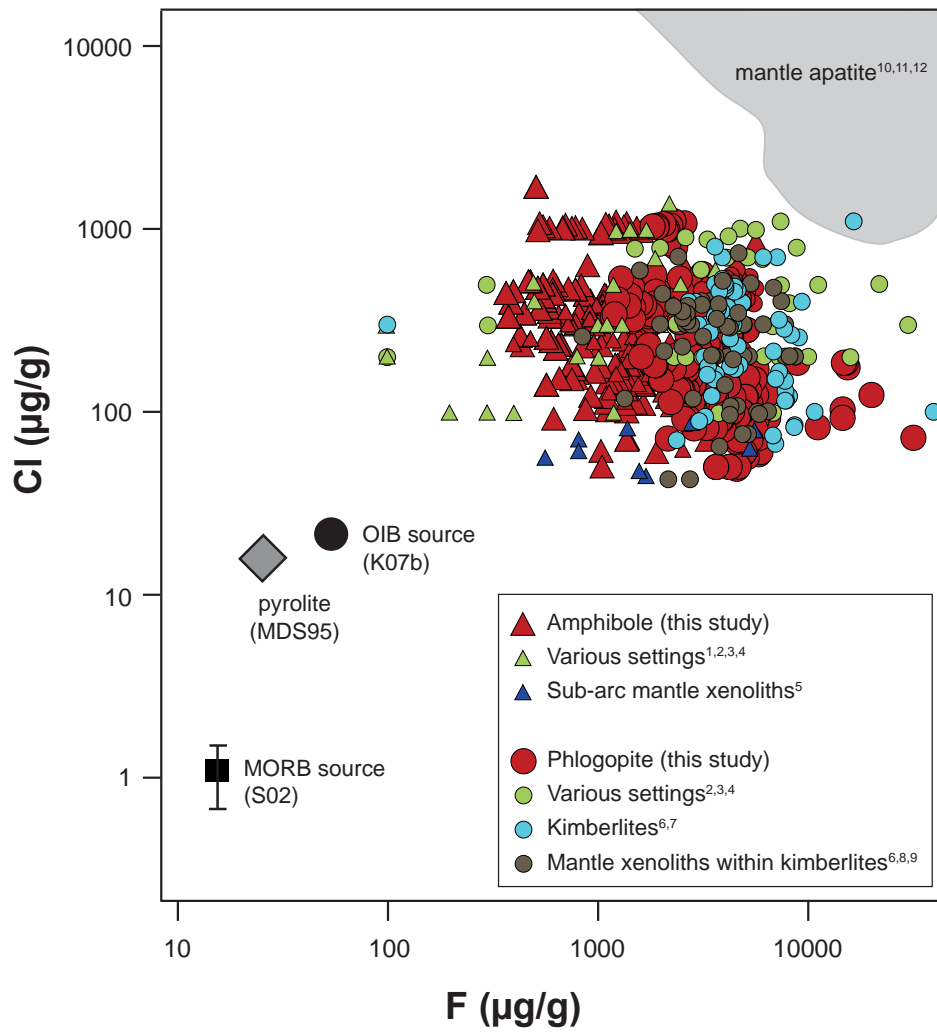 10000
mantle apatite10,11,12
1000
100
Cl (µg/g)
OIB source
(K07b)
10
pyrolite
(MDS95)
Amphibole (this study)
Various settings1,2,3,4
Sub-arc mantle xenoliths5
Phlogopite (this study)
1
MORB source
(S02)
Various settings2,3,4
Kimberlites6,7
Mantle xenoliths within kimberlites6,8,9
10
100
1000
10000
F (µg/g)